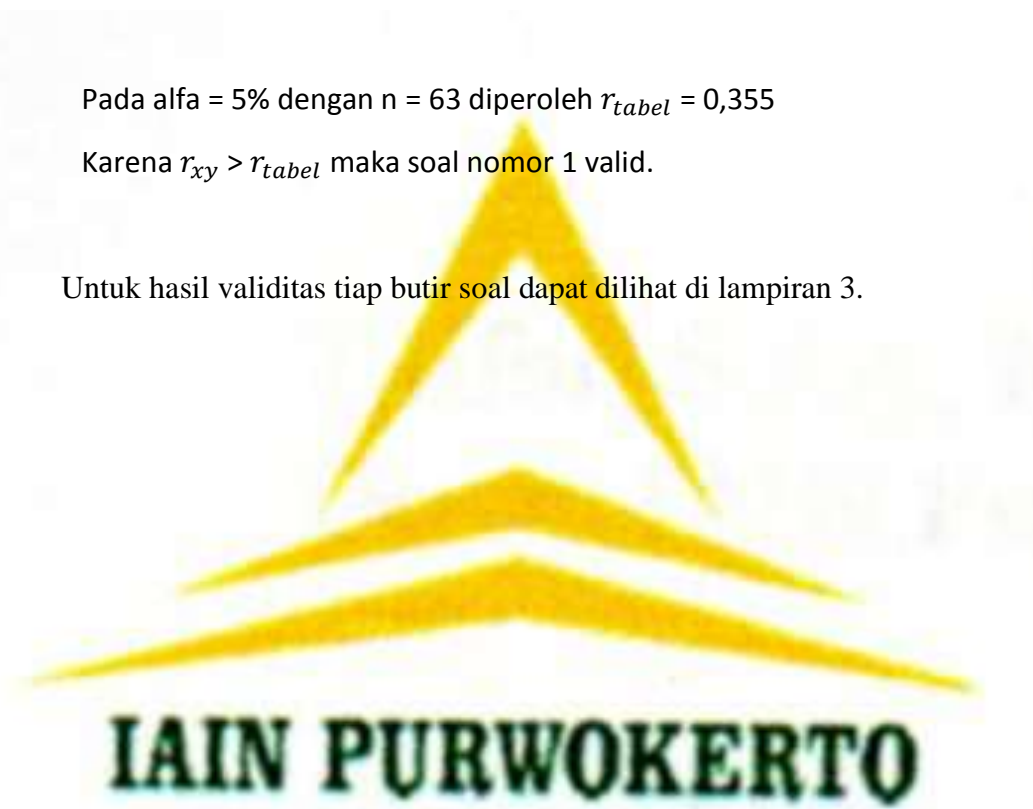 Pada alfa = 5% dengan n = 63 diperoleh r_tabel = 0,355
Karena r_xy > r_tabel maka soal nomor 1 valid.
Untuk hasil validitas tiap butir soal dapat dilihat di lampiran 3.
IAIN PURWOKERTO